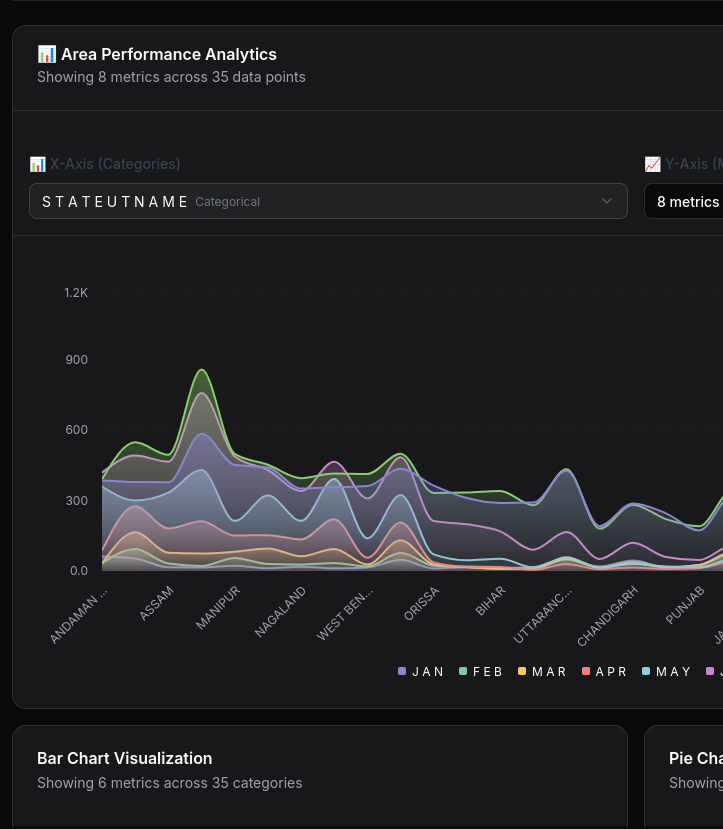 📊 Area Performance Analytics
Showing 8 metrics across 35 data points
📊 X-Axis (Categories)
📈 Y-Axis (M
STATEUTNAME Categorical
8 metrics
1.2K
900
600
300
0.0
ANDAMAN ...
ASSAM
MANIPUR
NAGALAND
WEST BEN...
ORISSA
BIHAR
UTTARANC...
CHANDIGARH
PUNJAB
JA
JAN FEB MAR APR MAY J
Bar Chart Visualization
Showing 6 metrics across 35 categories
Pie Cha
Showing